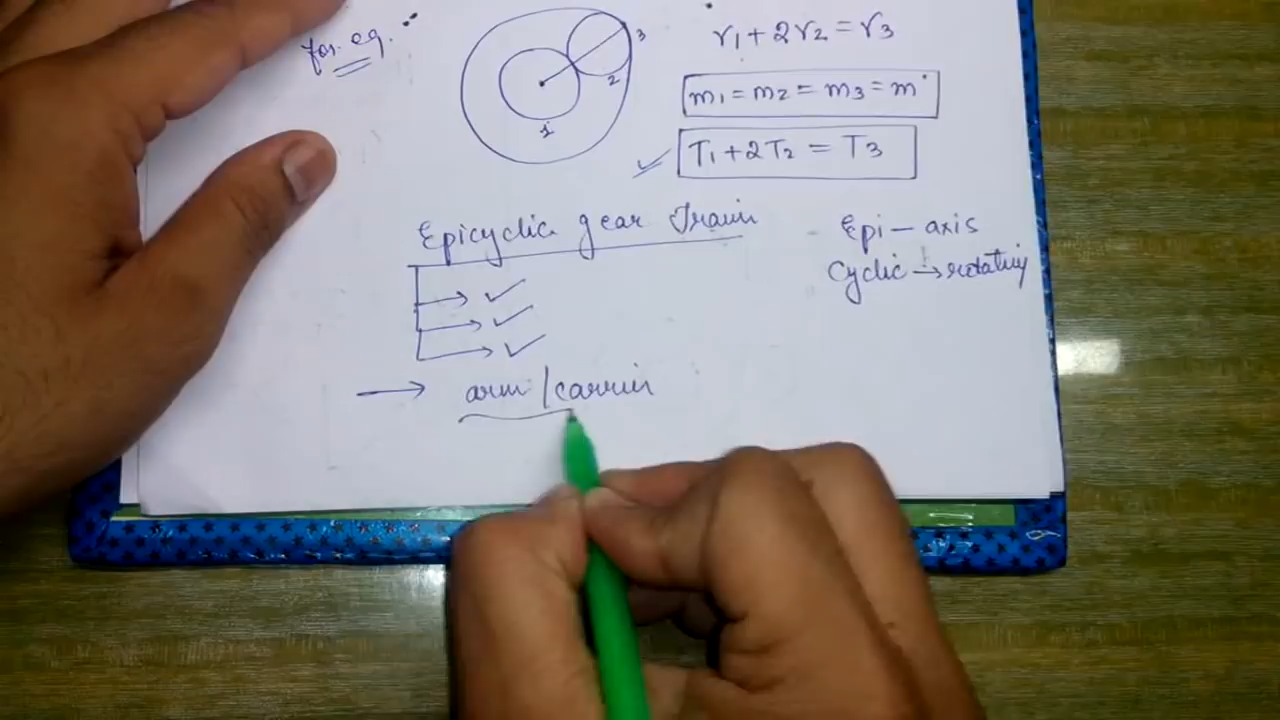 for. eg.
3
2
1
r1 + 2r2 = r3
m1 = m2 = m3 = m
T1 + 2T2 = T3
Epicyclic gear Train
Epi – axis
Cyclic → rotating
arm / carrier